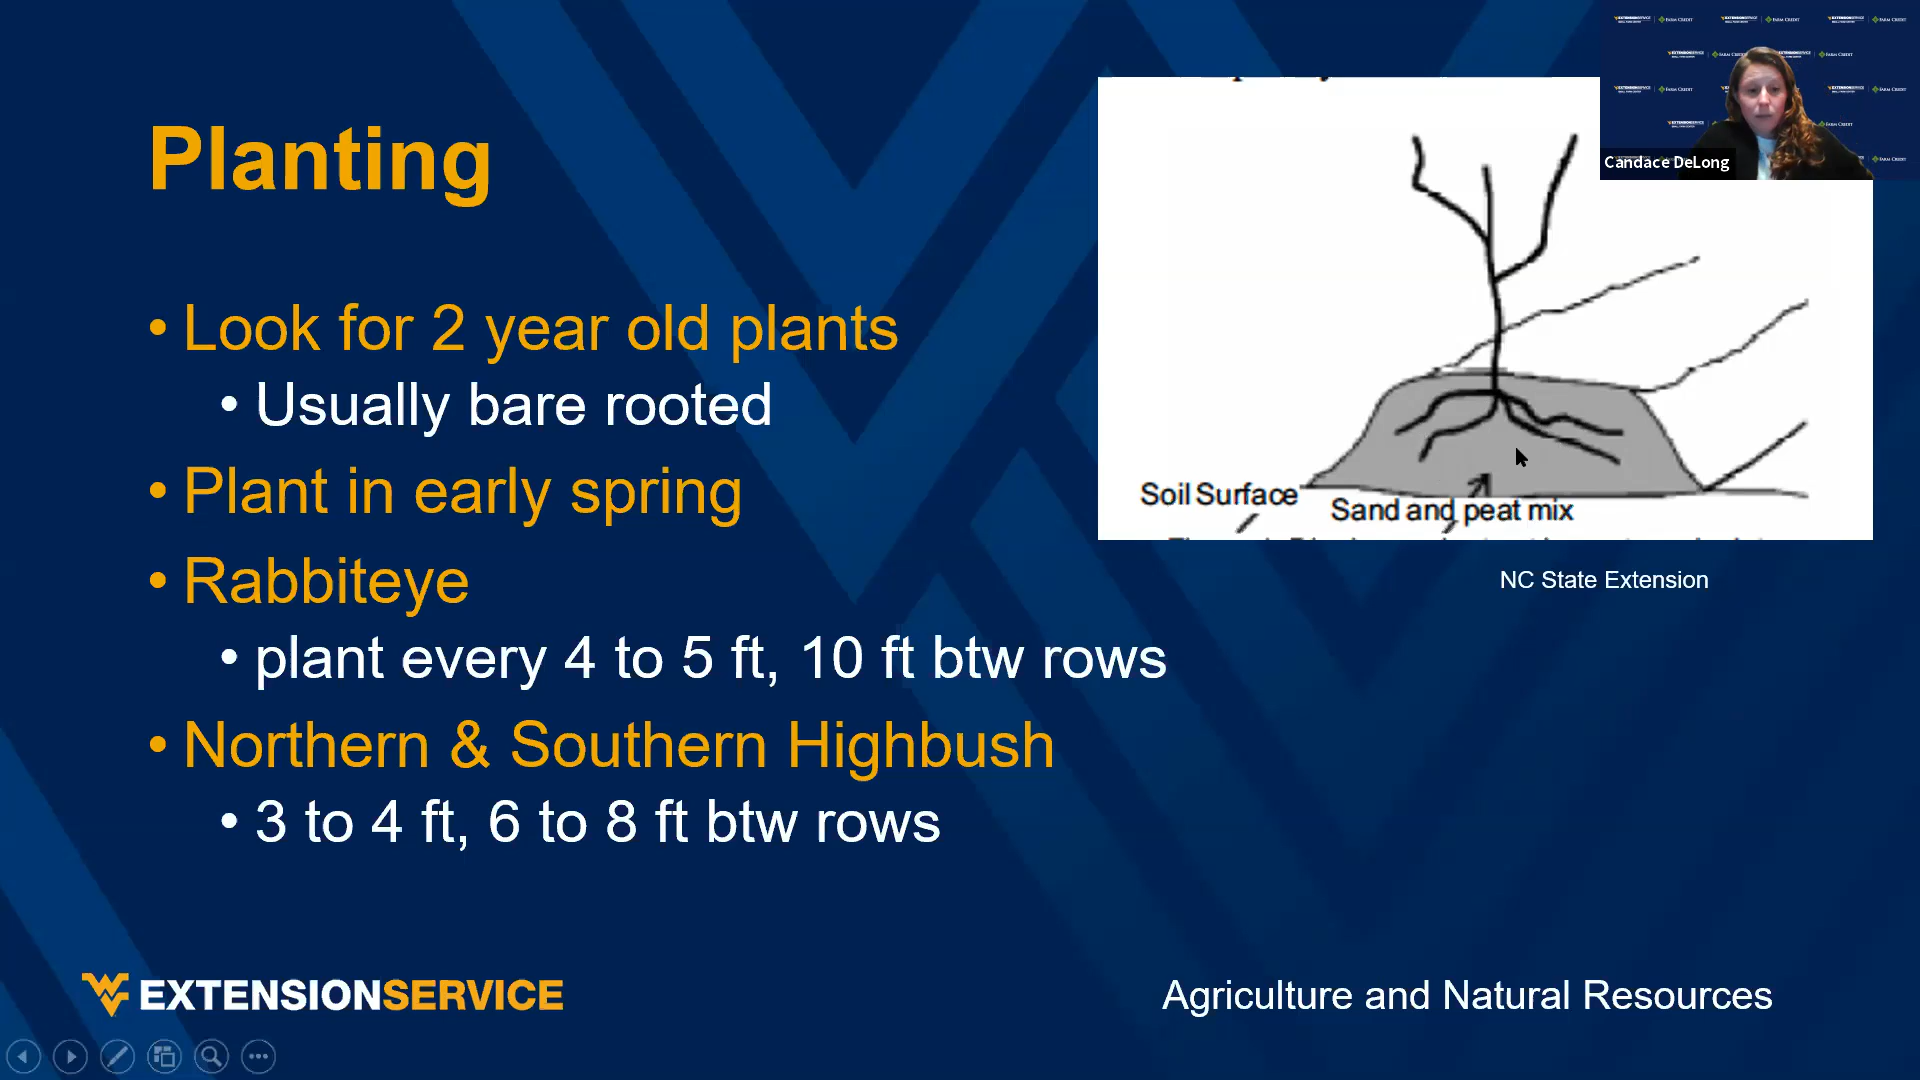 Planting
• Look for 2 year old plants
• Usually bare rooted
• Plant in early spring
• Rabbiteye
• plant every 4 to 5 ft, 10 ft btw rows
• Northern & Southern Highbush
• 3 to 4 ft, 6 to 8 ft btw rows
Soil Surface
Sand and peat mix
NC State Extension
Candace DeLong
EXTENSIONSERVICE
Agriculture and Natural Resources